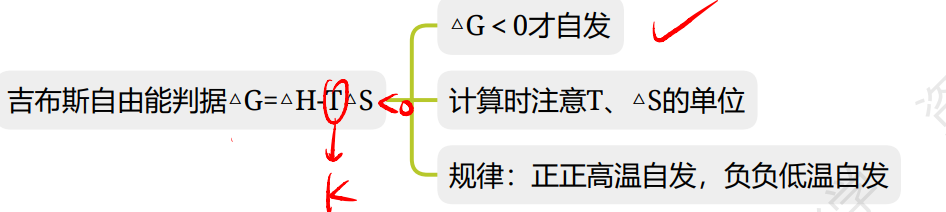 △G＜0才自发
吉布斯自由能判据△G=△H-T△S <0
计算时注意T、△S的单位
K
规律：正正高温自发，负负低温自发